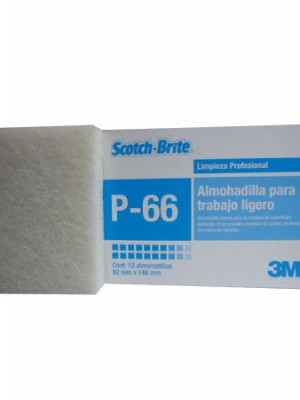 Scotch-Brite
Limpieza Profesional
P-66
Almohadilla para
trabajo ligero
Cont. 12 almohadillas
92 mm x 146 mm
3M